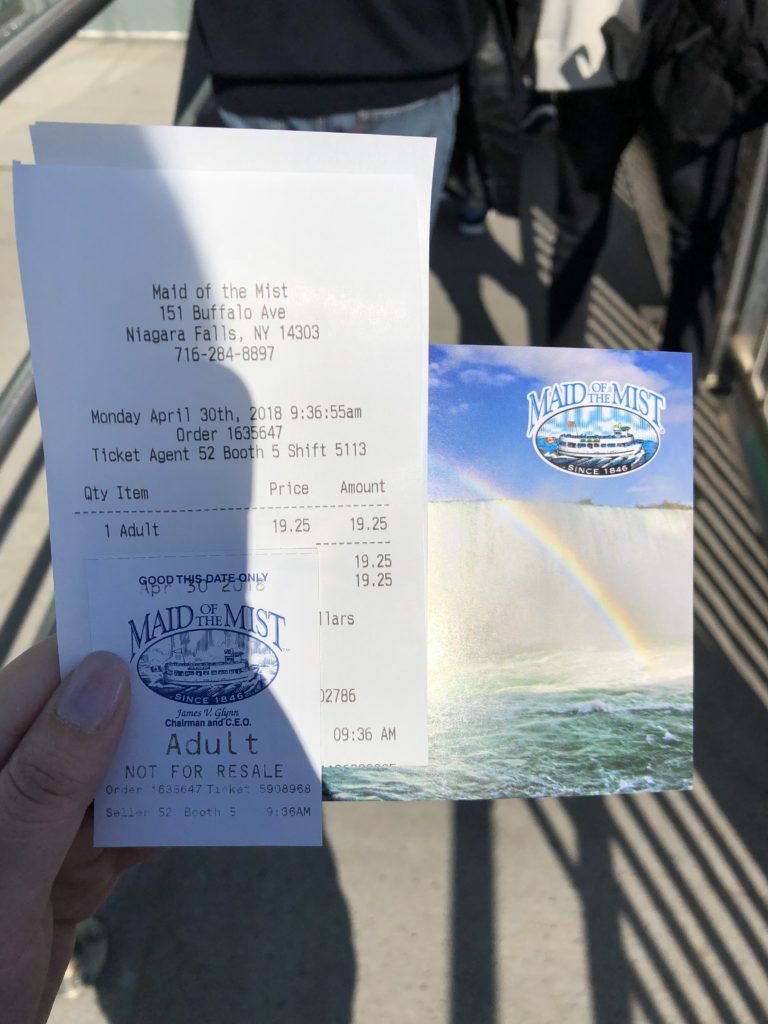 Maid of the Mist
151 Buffalo Ave
Niagara Falls, NY 14303
716-284-8897
Monday April 30th, 2018 9:36:55am
Order 1635647
Ticket Agent 52 Booth 5 Shift 5113
Qty Item Price Amount
1 Adult 19.25 19.25
19.25
19.25
09:36 AM
GOOD THIS DATE ONLY
Apr 30 2018
MAID OF THE MIST
SINCE 1846
James V. Glynn
Chairman and C.E.O.
Adult
NOT FOR RESALE
Order 1635647 Ticket 5908968
Seller 52 Booth 5 9:36AM
MAID OF THE MIST
SINCE 1846